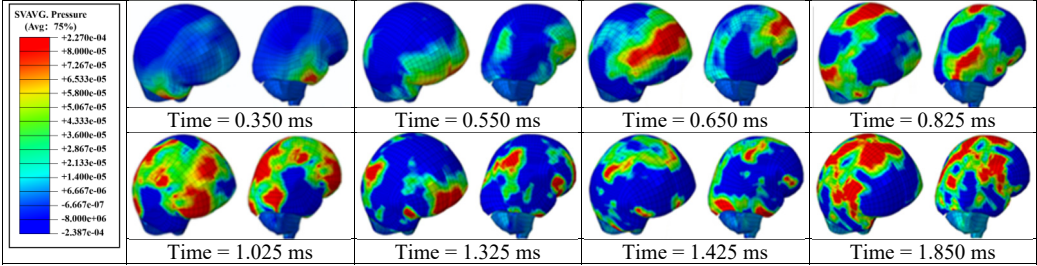 SVAVG. Pressure
(Avg: 75%)
+2.270e-04
+8.000e-05
+7.267e-05
+6.533e-05
+5.800e-05
+5.067e-05
+4.333e-05
+3.600e-05
+2.867e-05
+2.133e-05
+1.400e-05
+6.667e-06
-6.667e-07
-8.000e+06
-2.387e-04
Time = 0.350 ms
Time = 0.550 ms
Time = 0.650 ms
Time = 0.825 ms
Time = 1.025 ms
Time = 1.325 ms
Time = 1.425 ms
Time = 1.850 ms